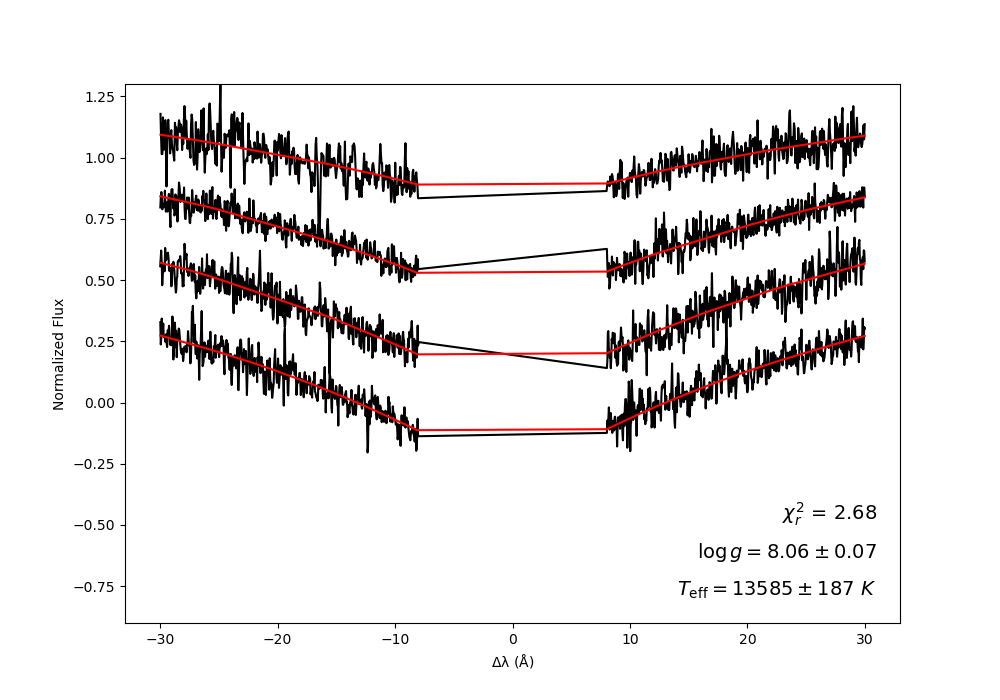 1.25
1.00
0.75
0.50
0.25
0.00
−0.25
−0.50
−0.75
Normalized Flux
χ²ᵣ = 2.68
log g = 8.06 ± 0.07
T_eff = 13585 ± 187 K
−30 −20 −10 0 10 20 30
Δλ (Å)